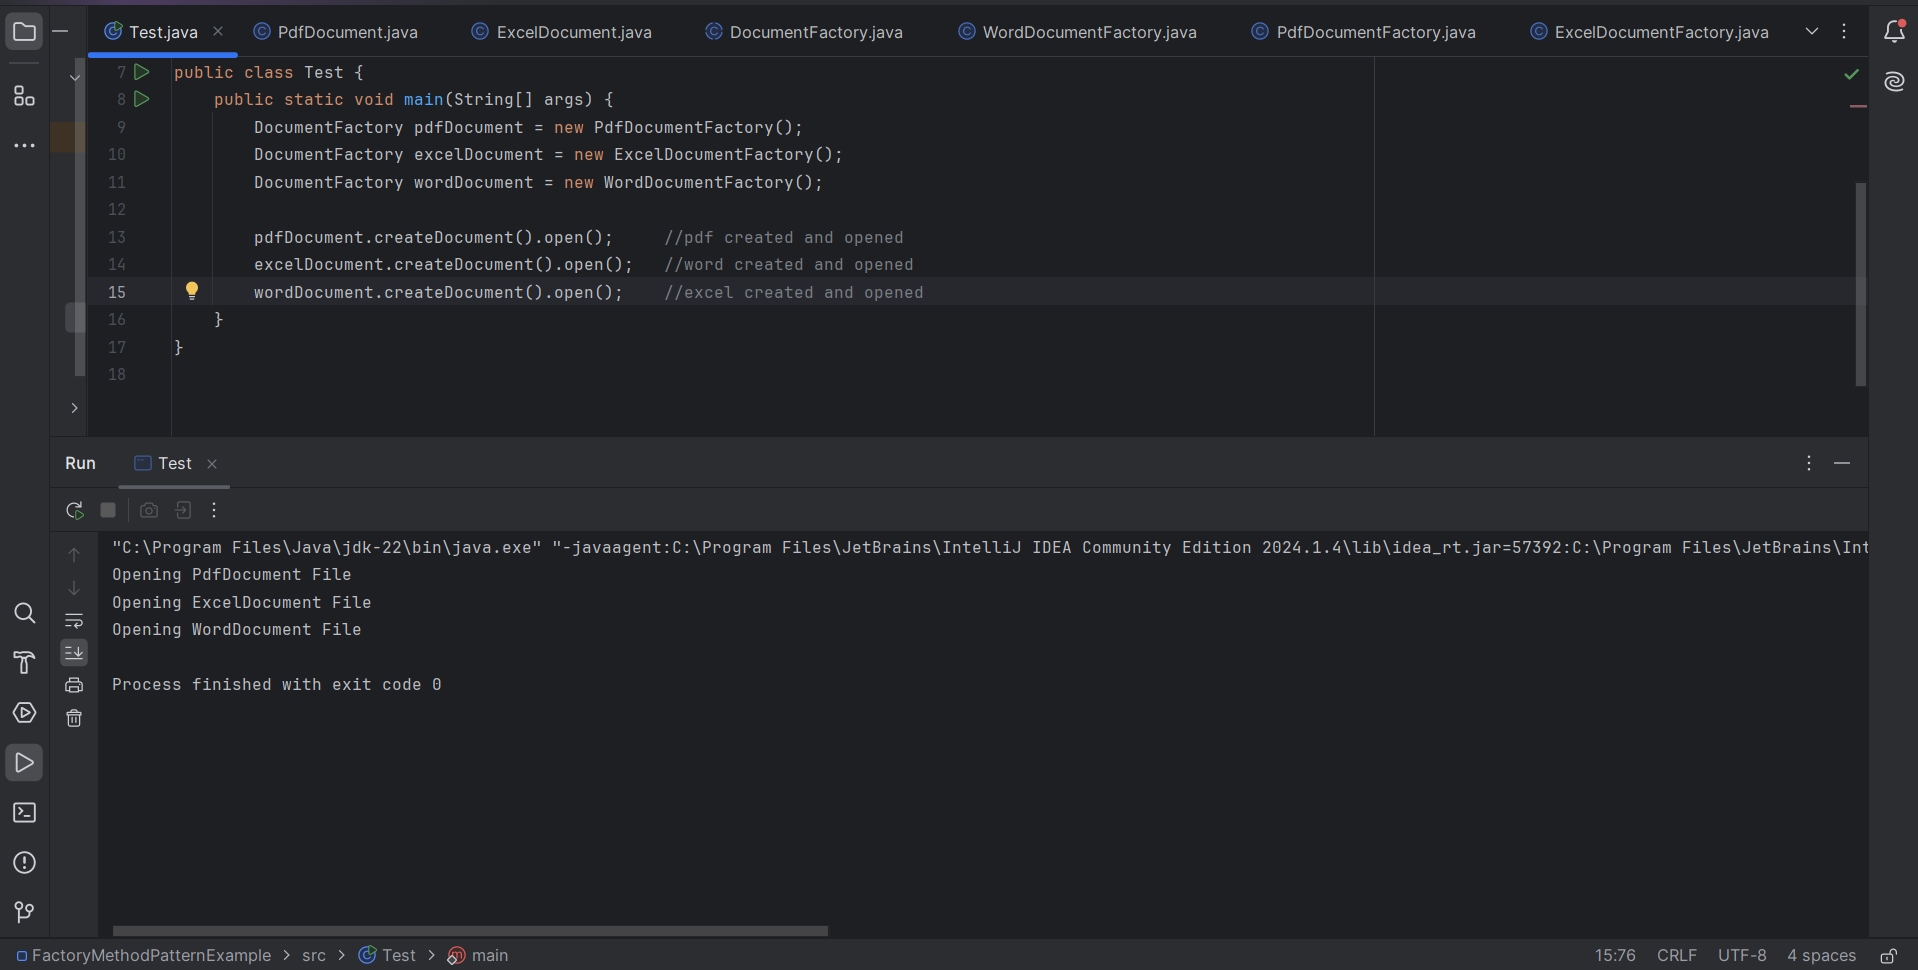 Test.java PdfDocument.java ExcelDocument.java DocumentFactory.java WordDocumentFactory.java PdfDocumentFactory.java ExcelDocumentFactory.java
7 public class Test {
8 public static void main(String[] args) {
9 DocumentFactory pdfDocument = new PdfDocumentFactory();
10 DocumentFactory excelDocument = new ExcelDocumentFactory();
11 DocumentFactory wordDocument = new WordDocumentFactory();
12
13 pdfDocument.createDocument().open(); //pdf created and opened
14 excelDocument.createDocument().open(); //word created and opened
15 wordDocument.createDocument().open(); //excel created and opened
16 }
17 }
18
Run Test
"C:\Program Files\Java\jdk-22\bin\java.exe" "-javaagent:C:\Program Files\JetBrains\IntelliJ IDEA Community Edition 2024.1.4\lib\idea_rt.jar=57392:C:\Program Files\JetBrains\Int
Opening PdfDocument File
Opening ExcelDocument File
Opening WordDocument File
Process finished with exit code 0
FactoryMethodPatternExample > src > Test > main 15:76 CRLF UTF-8 4 spaces